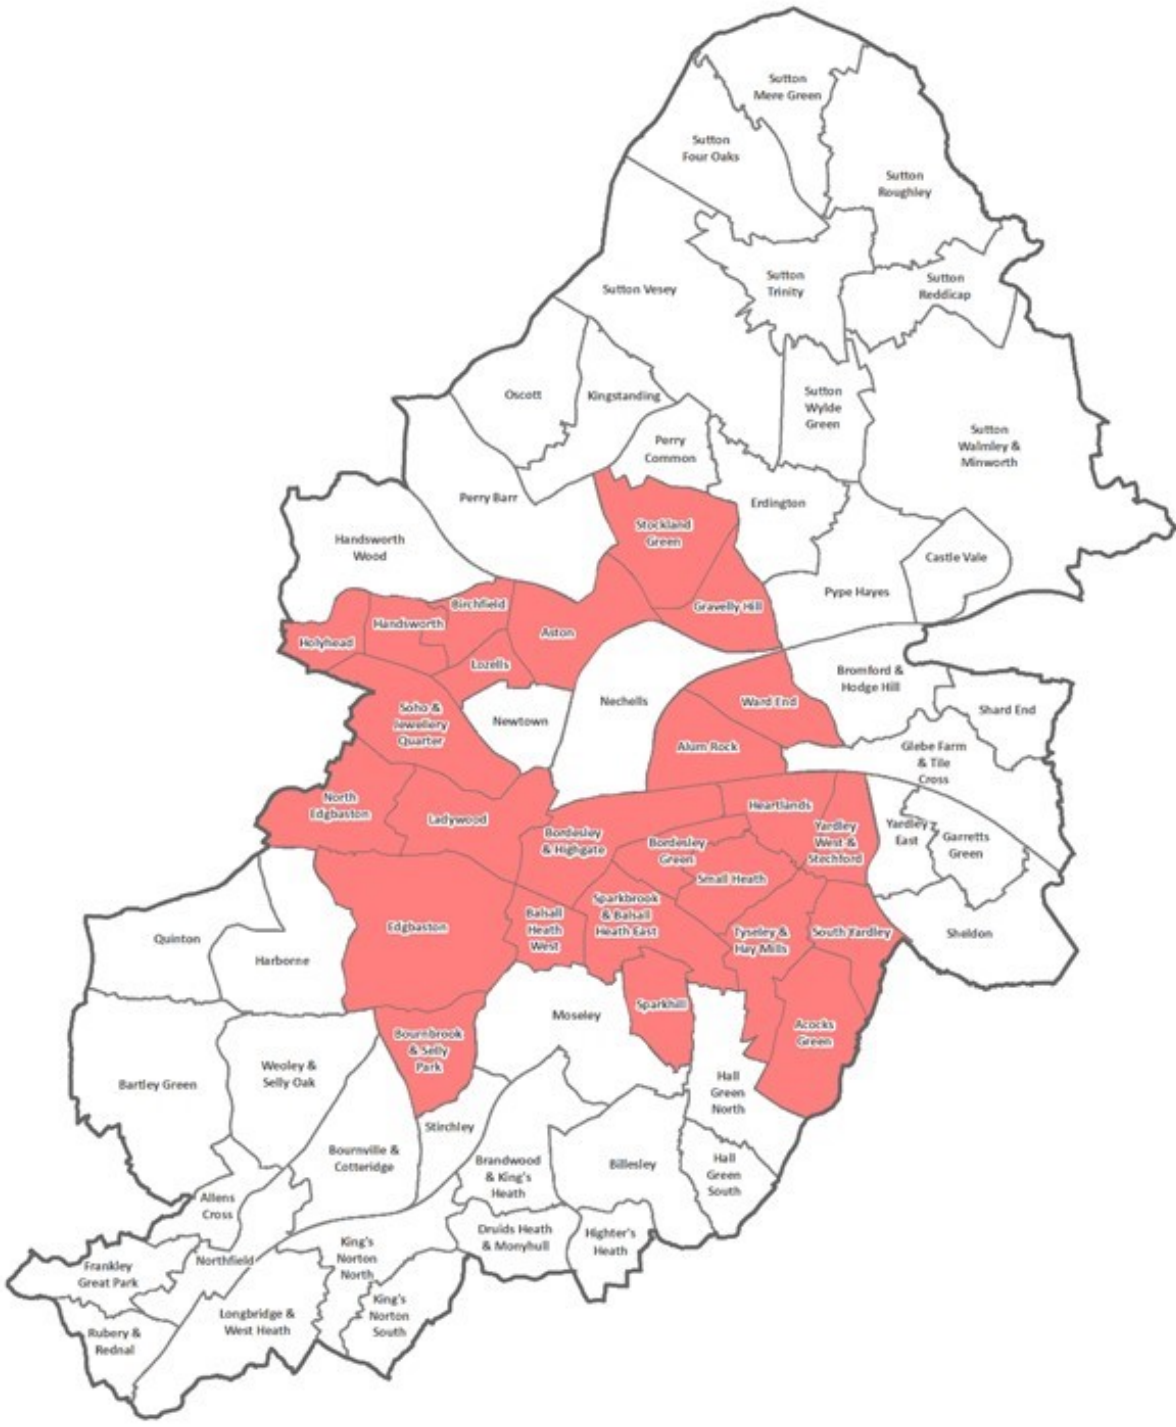 Sutton
Mere Green
Sutton
Four Oaks
Sutton
Roughley
Sutton Vesey
Sutton
Trinity
Sutton
Reddicap
Oscott
Kingstanding
Sutton
Wylde
Green
Perry
Common
Sutton
Walmley &
Minworth
Perry Barr
Erdington
Stockland
Green
Handsworth
Wood
Castle Vale
Pype Hayes
Birchfield
Gravelly Hill
Handsworth
Aston
Holyhead
Lozells
Bromford &
Hodge Hill
Nechells
Ward End
Shard End
Soho &
Jewellery
Quarter
Newtown
Alum Rock
Glebe Farm
& Tile
Cross
North
Edgbaston
Ladywood
Heartlands
Bordesley
& Highgate
Bordesley
Green
Yardley
West &
Stechford
Yardley
East
Garretts
Green
Small Heath
Quinton
Harborne
Edgbaston
Balsall
Heath
West
Sparkbrook
& Balsall
Heath East
Tyseley &
Hay Mills
South Yardley
Sheldon
Sparkhill
Moseley
Acocks
Green
Bournbrook
& Selly
Park
Bartley Green
Weoley &
Selly Oak
Hall
Green
North
Stirchley
Bournville &
Cotteridge
Brandwood
& King's
Heath
Billesley
Hall
Green
South
Allens
Cross
Druids Heath
& Monyhull
Highter's
Heath
Northfield
King's
Norton
North
Frankley
Great Park
King's
Norton
South
Longbridge &
West Heath
Rubery &
Rednal